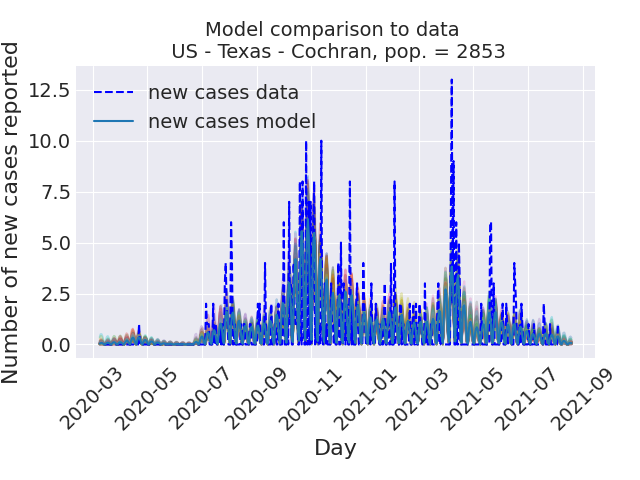 Model comparison to data
US - Texas - Cochran, pop. = 2853
Number of new cases reported
12.5
10.0
7.5
5.0
2.5
0.0
new cases data
new cases model
2020-03
2020-05
2020-07
2020-09
2020-11
2021-01
2021-03
2021-05
2021-07
2021-09
Day